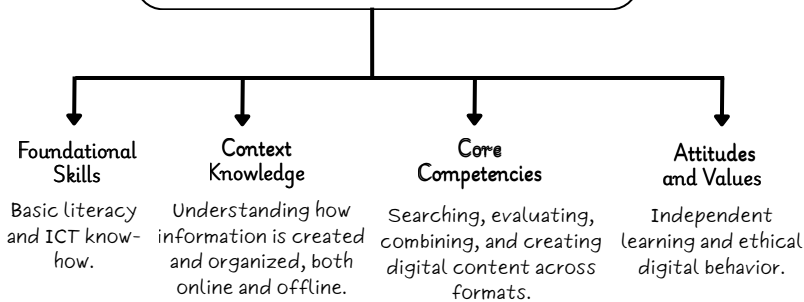 Foundational
Skills
Basic literacy
and ICT know-
how.
Context
Knowledge
Understanding how
information is created
and organized, both
online and offline.
Core
Competencies
Searching, evaluating,
combining, and creating
digital content across
formats.
Attitudes
and Values
Independent
learning and ethical
digital behavior.